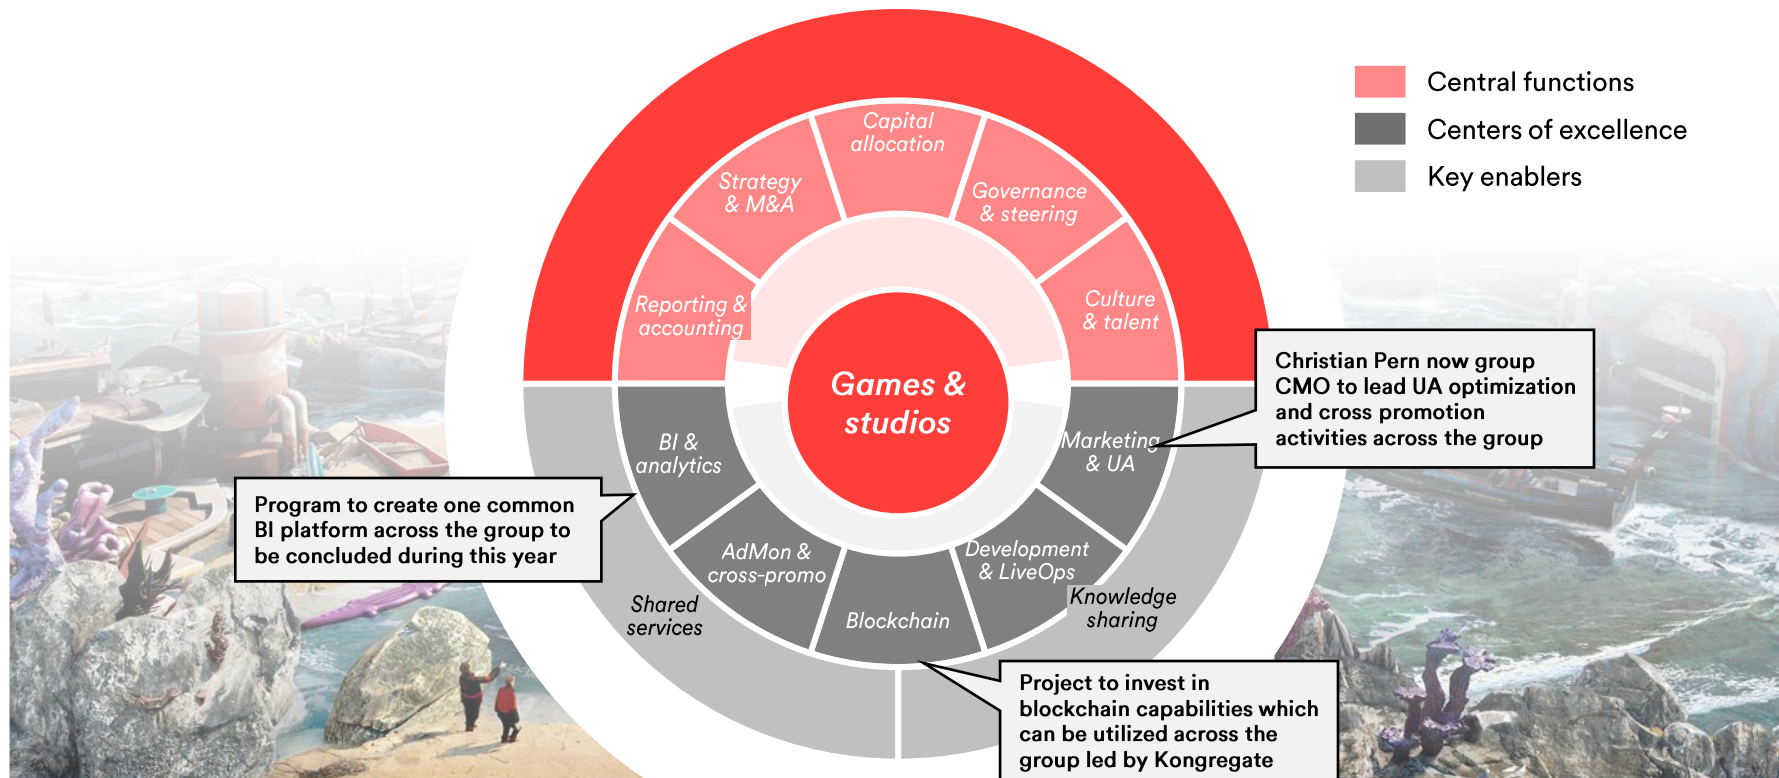 Central functions
Centers of excellence
Key enablers
Capital
allocation
Strategy
& M&A
Governance
& steering
Reporting &
accounting
Culture
& talent
Games &
studios
BI &
analytics
Marketing
& UA
AdMon &
cross-promo
Development
& LiveOps
Blockchain
Shared
services
Knowledge
sharing
Christian Pern now group
CMO to lead UA optimization
and cross promotion
activities across the group
Program to create one common
BI platform across the group to
be concluded during this year
Project to invest in
blockchain capabilities which
can be utilized across the
group led by Kongregate